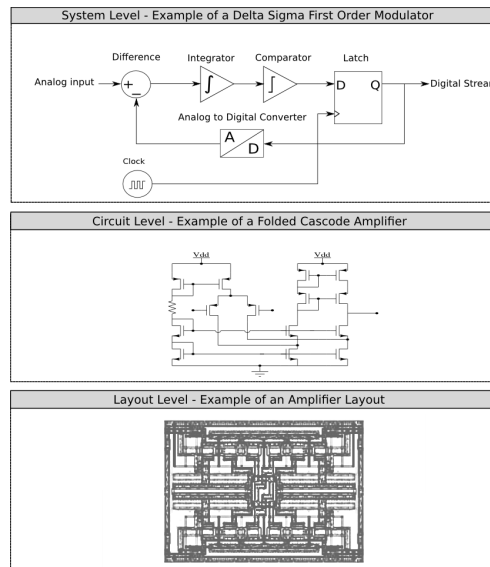 System Level - Example of a Delta Sigma First Order Modulator
Difference Integrator Comparator Latch
Analog input + − ∫ D Q Digital Stream
Analog to Digital Converter
A
D
Clock
Circuit Level - Example of a Folded Cascode Amplifier
Vdd Vdd
Layout Level - Example of an Amplifier Layout